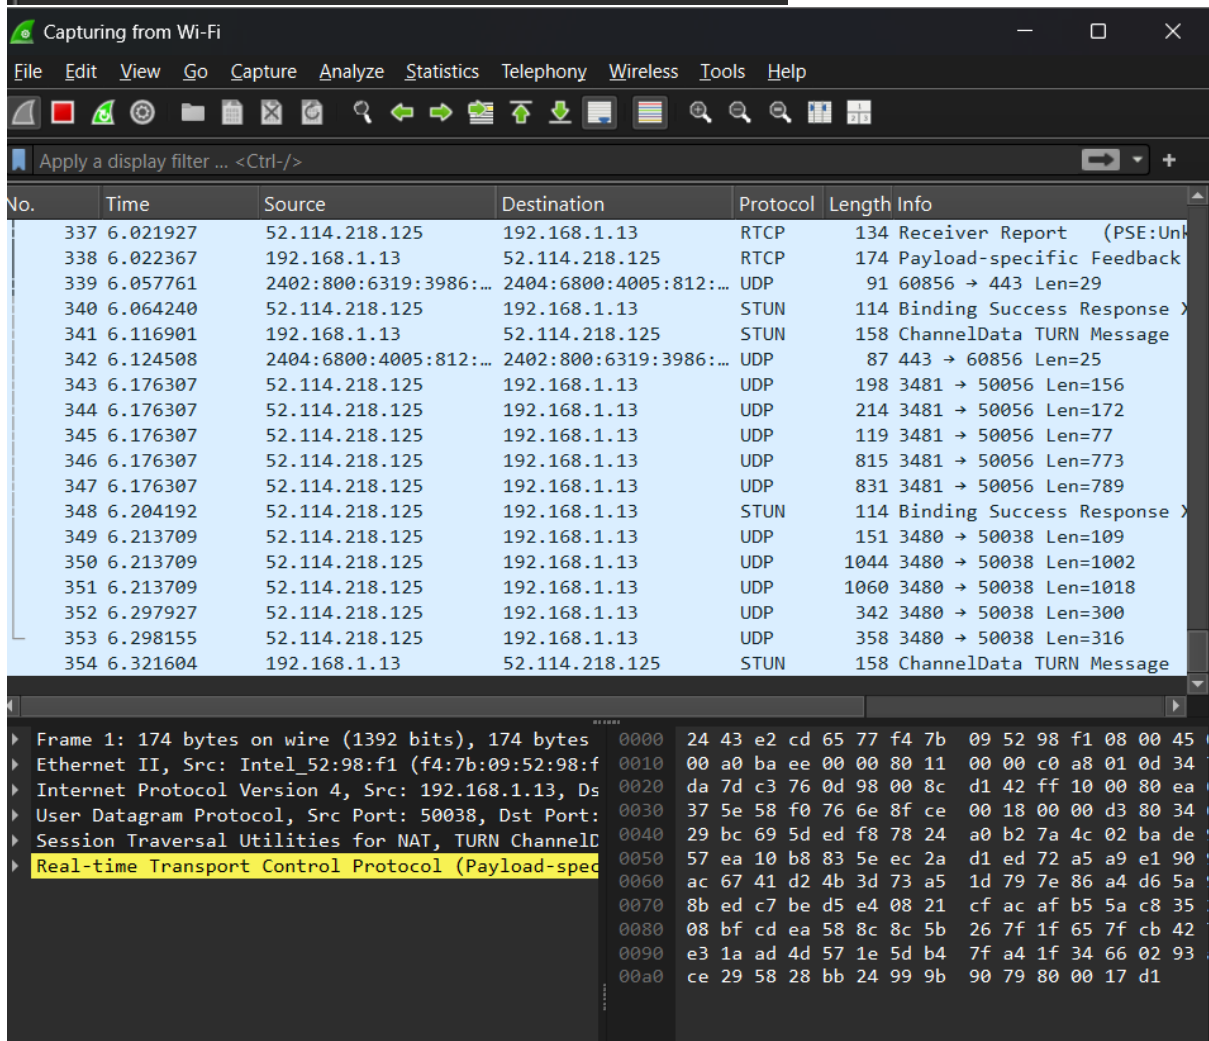 Capturing from Wi-Fi
File Edit View Go Capture Analyze Statistics Telephony Wireless Tools Help
Apply a display filter ... <Ctrl-/>
No. Time Source Destination Protocol Length Info
337 6.021927 52.114.218.125 192.168.1.13 RTCP 134 Receiver Report (PSE:Unk
338 6.022367 192.168.1.13 52.114.218.125 RTCP 174 Payload-specific Feedback
339 6.057761 2402:800:6319:3986:… 2404:6800:4005:812:… UDP 91 60856 → 443 Len=29
340 6.064240 52.114.218.125 192.168.1.13 STUN 114 Binding Success Response X
341 6.116901 192.168.1.13 52.114.218.125 STUN 158 ChannelData TURN Message
342 6.124508 2404:6800:4005:812:… 2402:800:6319:3986:… UDP 87 443 → 60856 Len=25
343 6.176307 52.114.218.125 192.168.1.13 UDP 198 3481 → 50056 Len=156
344 6.176307 52.114.218.125 192.168.1.13 UDP 214 3481 → 50056 Len=172
345 6.176307 52.114.218.125 192.168.1.13 UDP 119 3481 → 50056 Len=77
346 6.176307 52.114.218.125 192.168.1.13 UDP 815 3481 → 50056 Len=773
347 6.176307 52.114.218.125 192.168.1.13 UDP 831 3481 → 50056 Len=789
348 6.204192 52.114.218.125 192.168.1.13 STUN 114 Binding Success Response X
349 6.213709 52.114.218.125 192.168.1.13 UDP 151 3480 → 50038 Len=109
350 6.213709 52.114.218.125 192.168.1.13 UDP 1044 3480 → 50038 Len=1002
351 6.213709 52.114.218.125 192.168.1.13 UDP 1060 3480 → 50038 Len=1018
352 6.297927 52.114.218.125 192.168.1.13 UDP 342 3480 → 50038 Len=300
353 6.298155 52.114.218.125 192.168.1.13 UDP 358 3480 → 50038 Len=316
354 6.321604 192.168.1.13 52.114.218.125 STUN 158 ChannelData TURN Message
Frame 1: 174 bytes on wire (1392 bits), 174 bytes
Ethernet II, Src: Intel_52:98:f1 (f4:7b:09:52:98:f
Internet Protocol Version 4, Src: 192.168.1.13, Ds
User Datagram Protocol, Src Port: 50038, Dst Port:
Session Traversal Utilities for NAT, TURN ChannelD
Real-time Transport Control Protocol (Payload-spec
0000 24 43 e2 cd 65 77 f4 7b 09 52 98 f1 08 00 45
0010 00 a0 ba ee 00 00 80 11 00 00 c0 a8 01 0d 34
0020 da 7d c3 76 0d 98 00 8c d1 42 ff 10 00 80 ea
0030 37 5e 58 f0 76 6e 8f ce 00 18 00 00 d3 80 34
0040 29 bc 69 5d ed f8 78 24 a0 b2 7a 4c 02 ba de
0050 57 ea 10 b8 83 5e ec 2a d1 ed 72 a5 a9 e1 90
0060 ac 67 41 d2 4b 3d 73 a5 1d 79 7e 86 a4 d6 5a
0070 8b ed c7 be d5 e4 08 21 cf ac af b5 5a c8 35
0080 08 bf cd ea 58 8c 8c 5b 26 7f 1f 65 7f cb 42
0090 e3 1a ad 4d 57 1e 5d b4 7f a4 1f 34 66 02 93
00a0 ce 29 58 28 bb 24 99 9b 90 79 80 00 17 d1